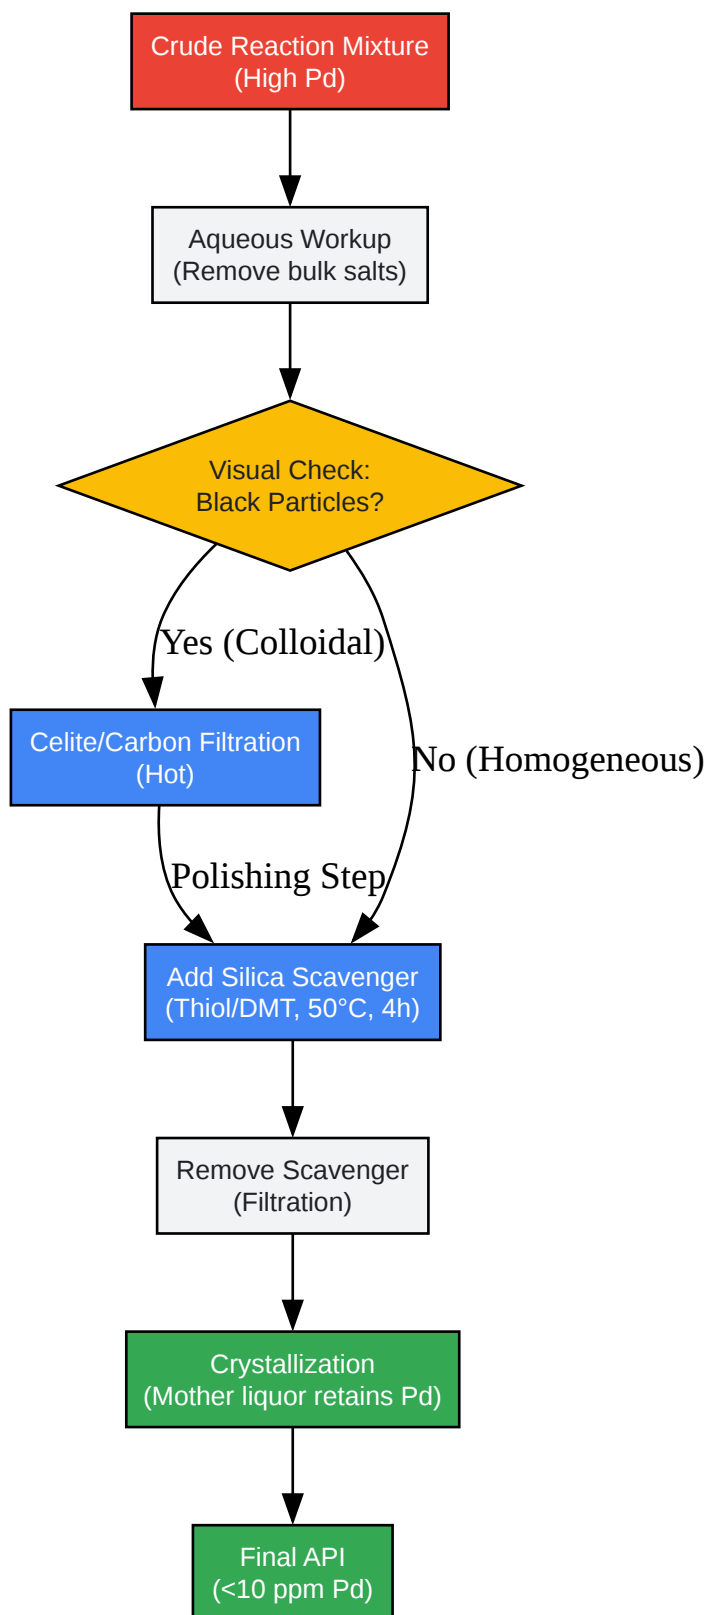 Crude Reaction Mixture
(High Pd)
Aqueous Workup
(Remove bulk salts)
Visual Check:
Black Particles?
Yes (Colloidal)
Celite/Carbon Filtration
(Hot)
No (Homogeneous)
Polishing Step
Add Silica Scavenger
(Thiol/DMT, 50°C, 4h)
Remove Scavenger
(Filtration)
Crystallization
(Mother liquor retains Pd)
Final API
(<10 ppm Pd)